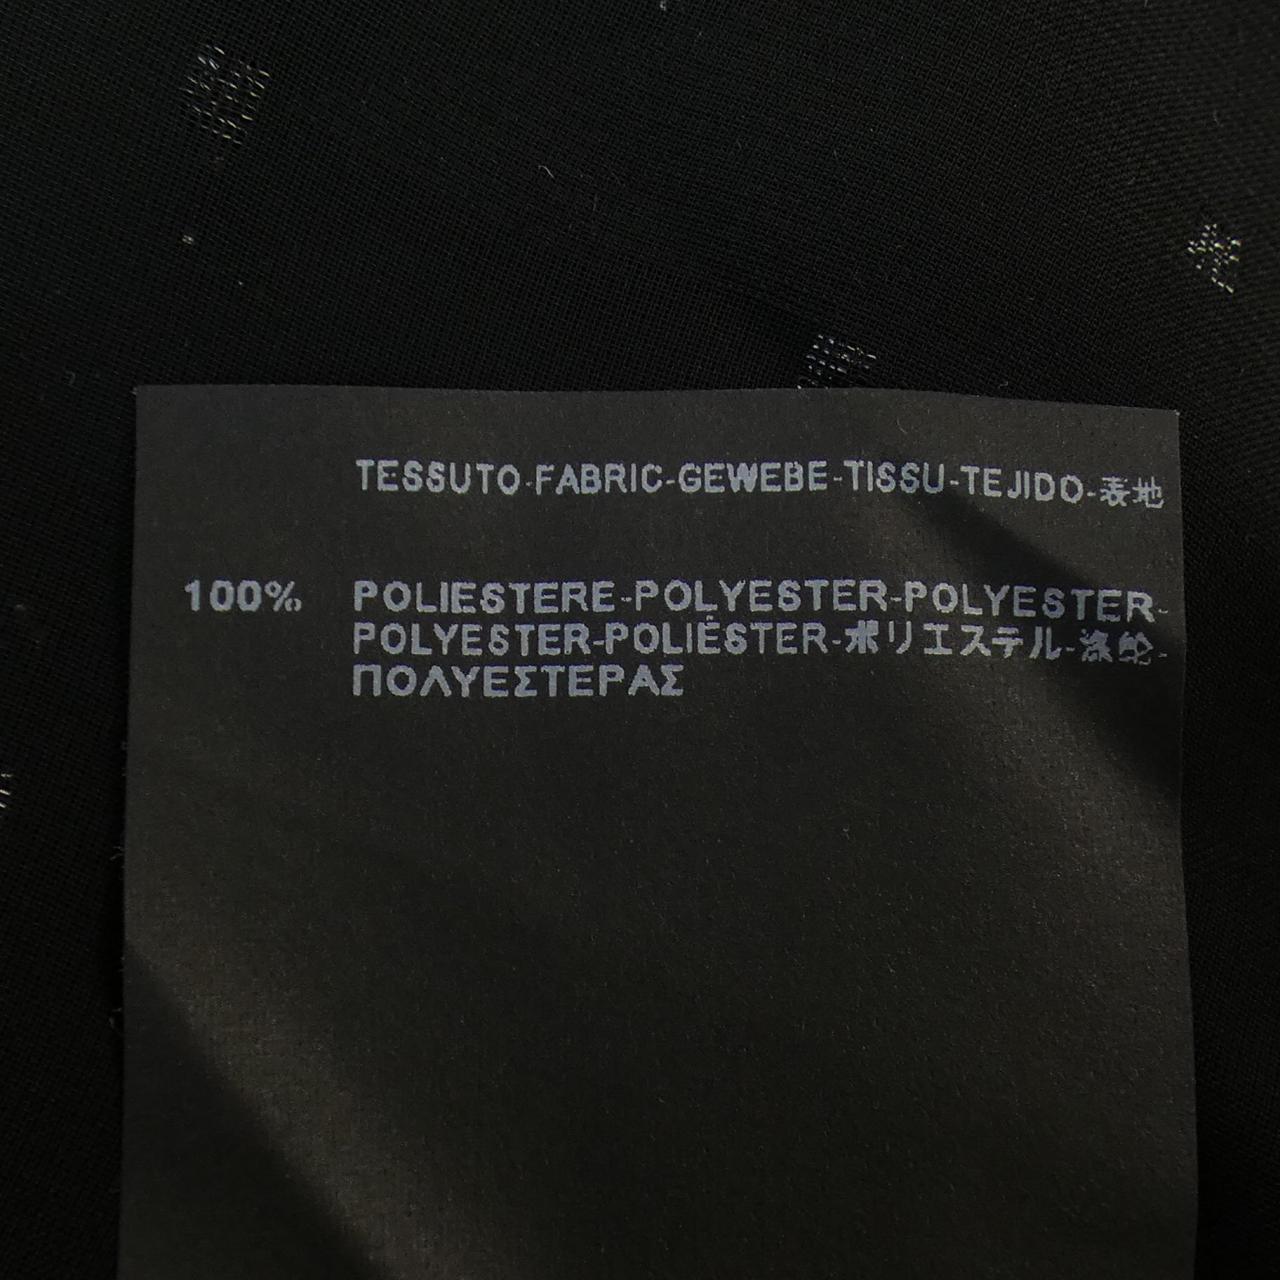 TESSUTO-FABRIC-GEWEBE-TISSU-TEJIDO-表地
100% POLIESTERE-POLYESTER-POLYESTER-
POLYESTER-POLIÉSTER-ポリエステル-涤纶-
ΠΟΛΥΕΣΤΕΡΑΣ